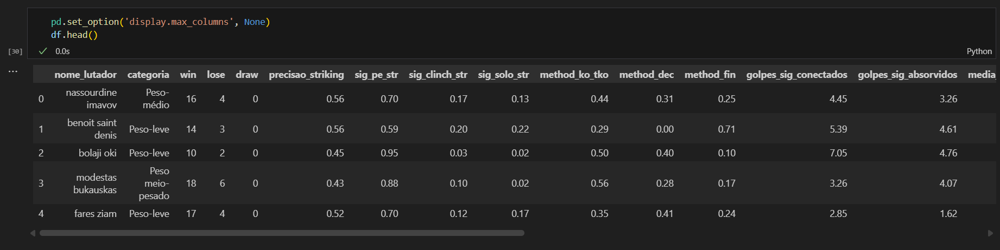 pd.set_option('display.max_columns', None)
df.head()
[30]
0.0s
Python
...
nome_lutador categoria win lose draw precisao_striking sig_pe_str sig_clinch_str sig_solo_str method_ko_tko method_dec method_fin golpes_sig_conectados golpes_sig_absorvidos media_
0 nassourdine imavov Peso-médio 16 4 0 0.56 0.70 0.17 0.13 0.44 0.31 0.25 4.45 3.26
1 benoit saint denis Peso-leve 14 3 0 0.56 0.59 0.20 0.22 0.29 0.00 0.71 5.39 4.61
2 bolaji oki Peso-leve 10 2 0 0.45 0.95 0.03 0.02 0.50 0.40 0.10 7.05 4.76
3 modestas bukauskas Peso meio-pesado 18 6 0 0.43 0.88 0.10 0.02 0.56 0.28 0.17 3.26 4.07
4 fares ziam Peso-leve 17 4 0 0.52 0.70 0.12 0.17 0.35 0.41 0.24 2.85 1.62